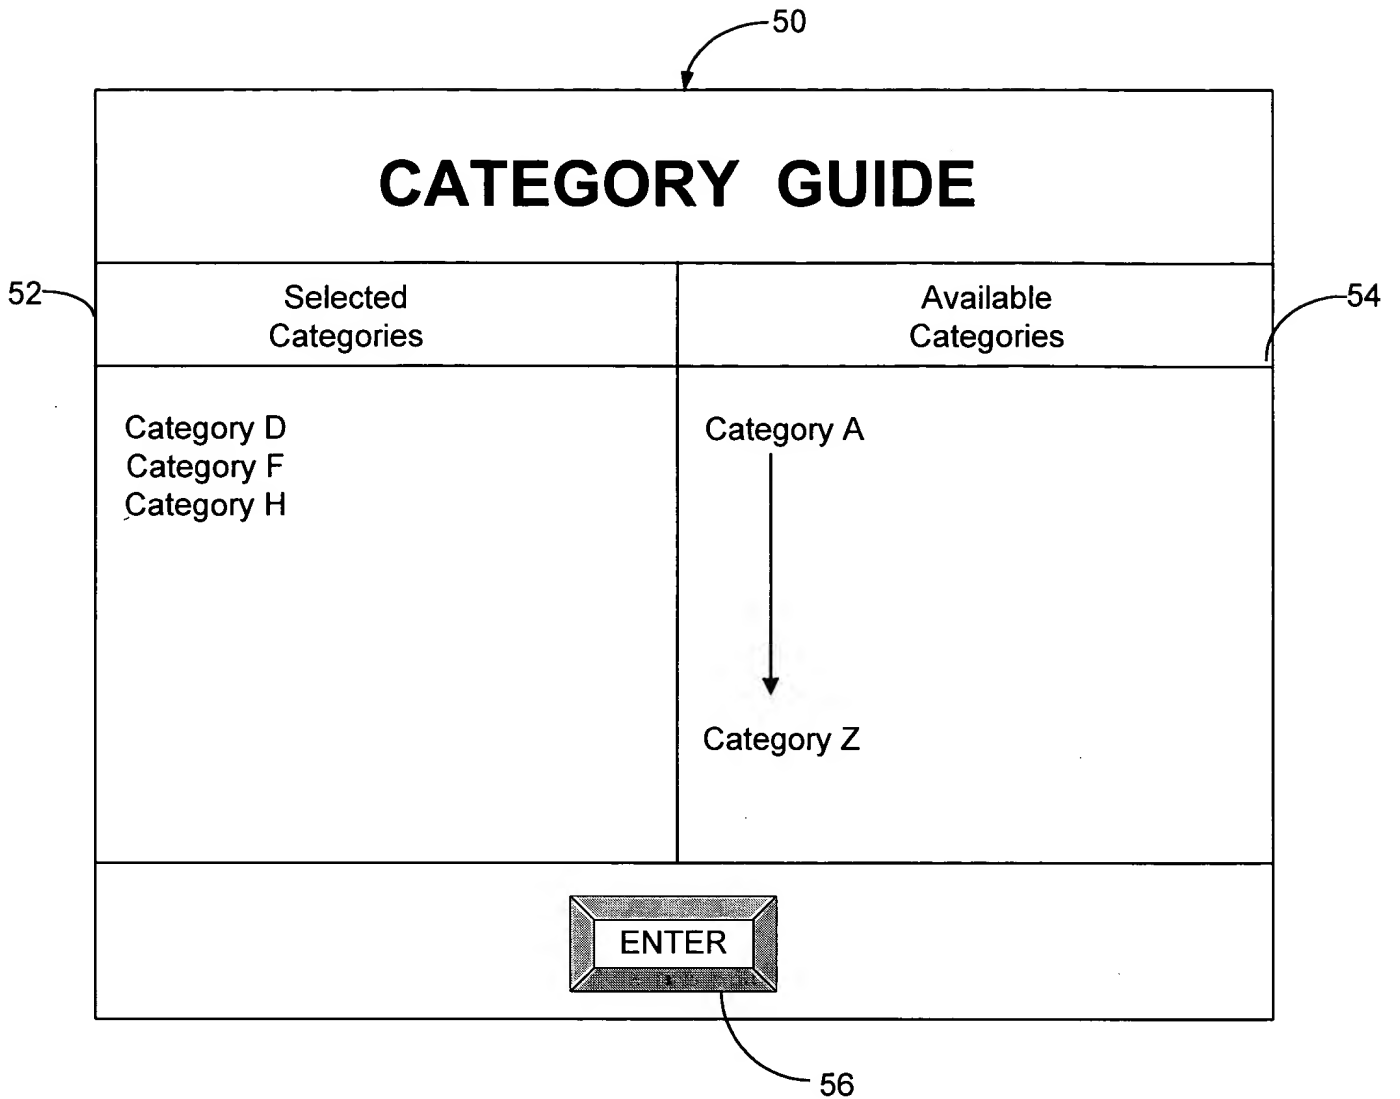 50
CATEGORY GUIDE
52
Selected
Categories
Available
Categories
54
Category D
Category F
Category H
Category A
Category Z
ENTER
56